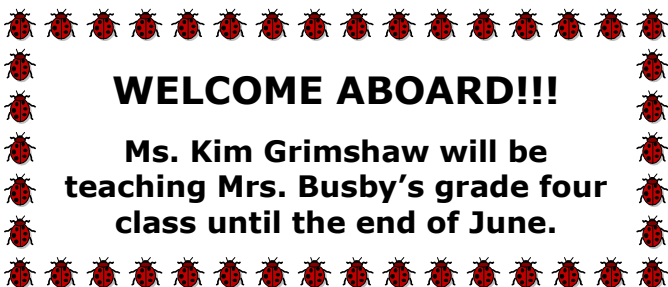 WELCOME ABOARD!!!
Ms. Kim Grimshaw will be
teaching Mrs. Busby’s grade four
class until the end of June.